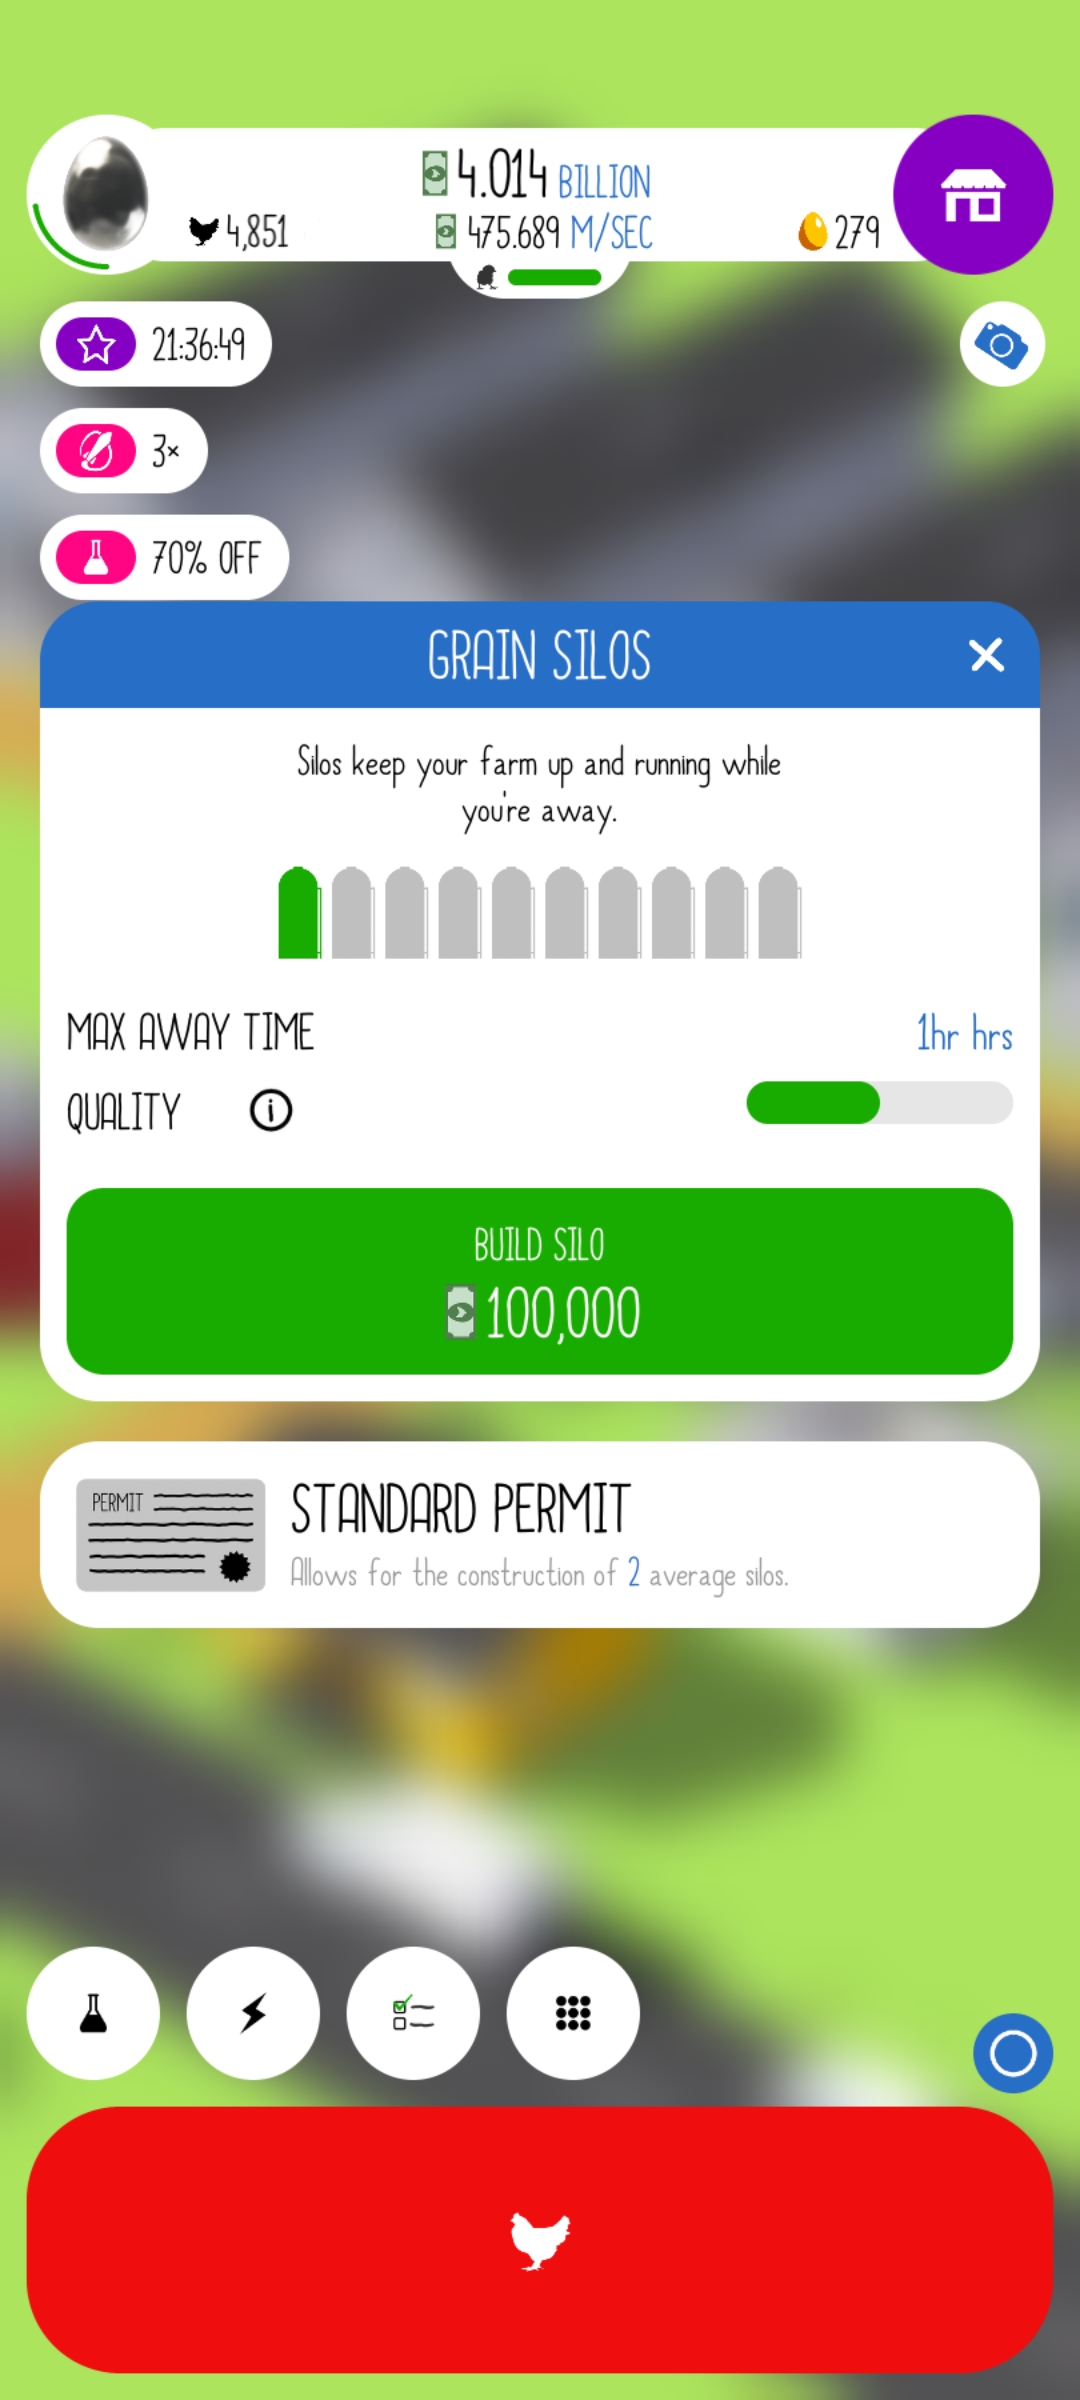 4.014 BILLION
4,851
475.689 M/SEC
279
21:36:49
3×
70% OFF
GRAIN SILOS
Silos keep your farm up and running while
you're away.
MAX AWAY TIME
1hr hrs
QUALITY
BUILD SILO
100,000
PERMIT
STANDARD PERMIT
Allows for the construction of 2 average silos.